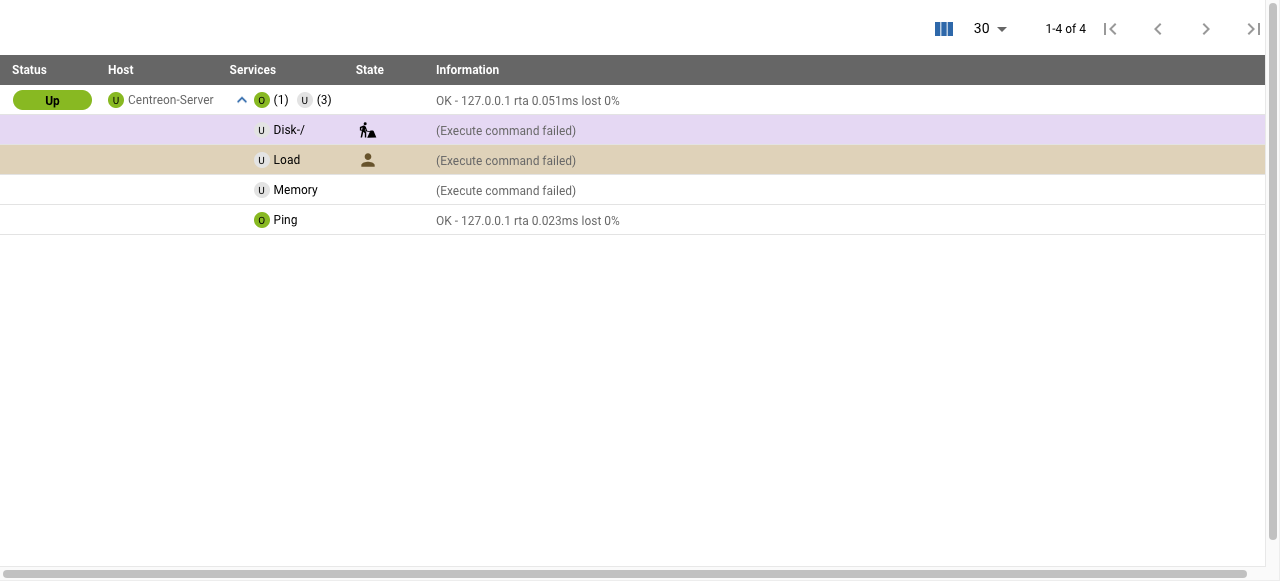 30 1-4 of 4
Status Host Services State Information
Up U Centreon-Server O (1) U (3) OK - 127.0.0.1 rta 0.051ms lost 0%
U Disk-/ (Execute command failed)
U Load (Execute command failed)
U Memory (Execute command failed)
O Ping OK - 127.0.0.1 rta 0.023ms lost 0%